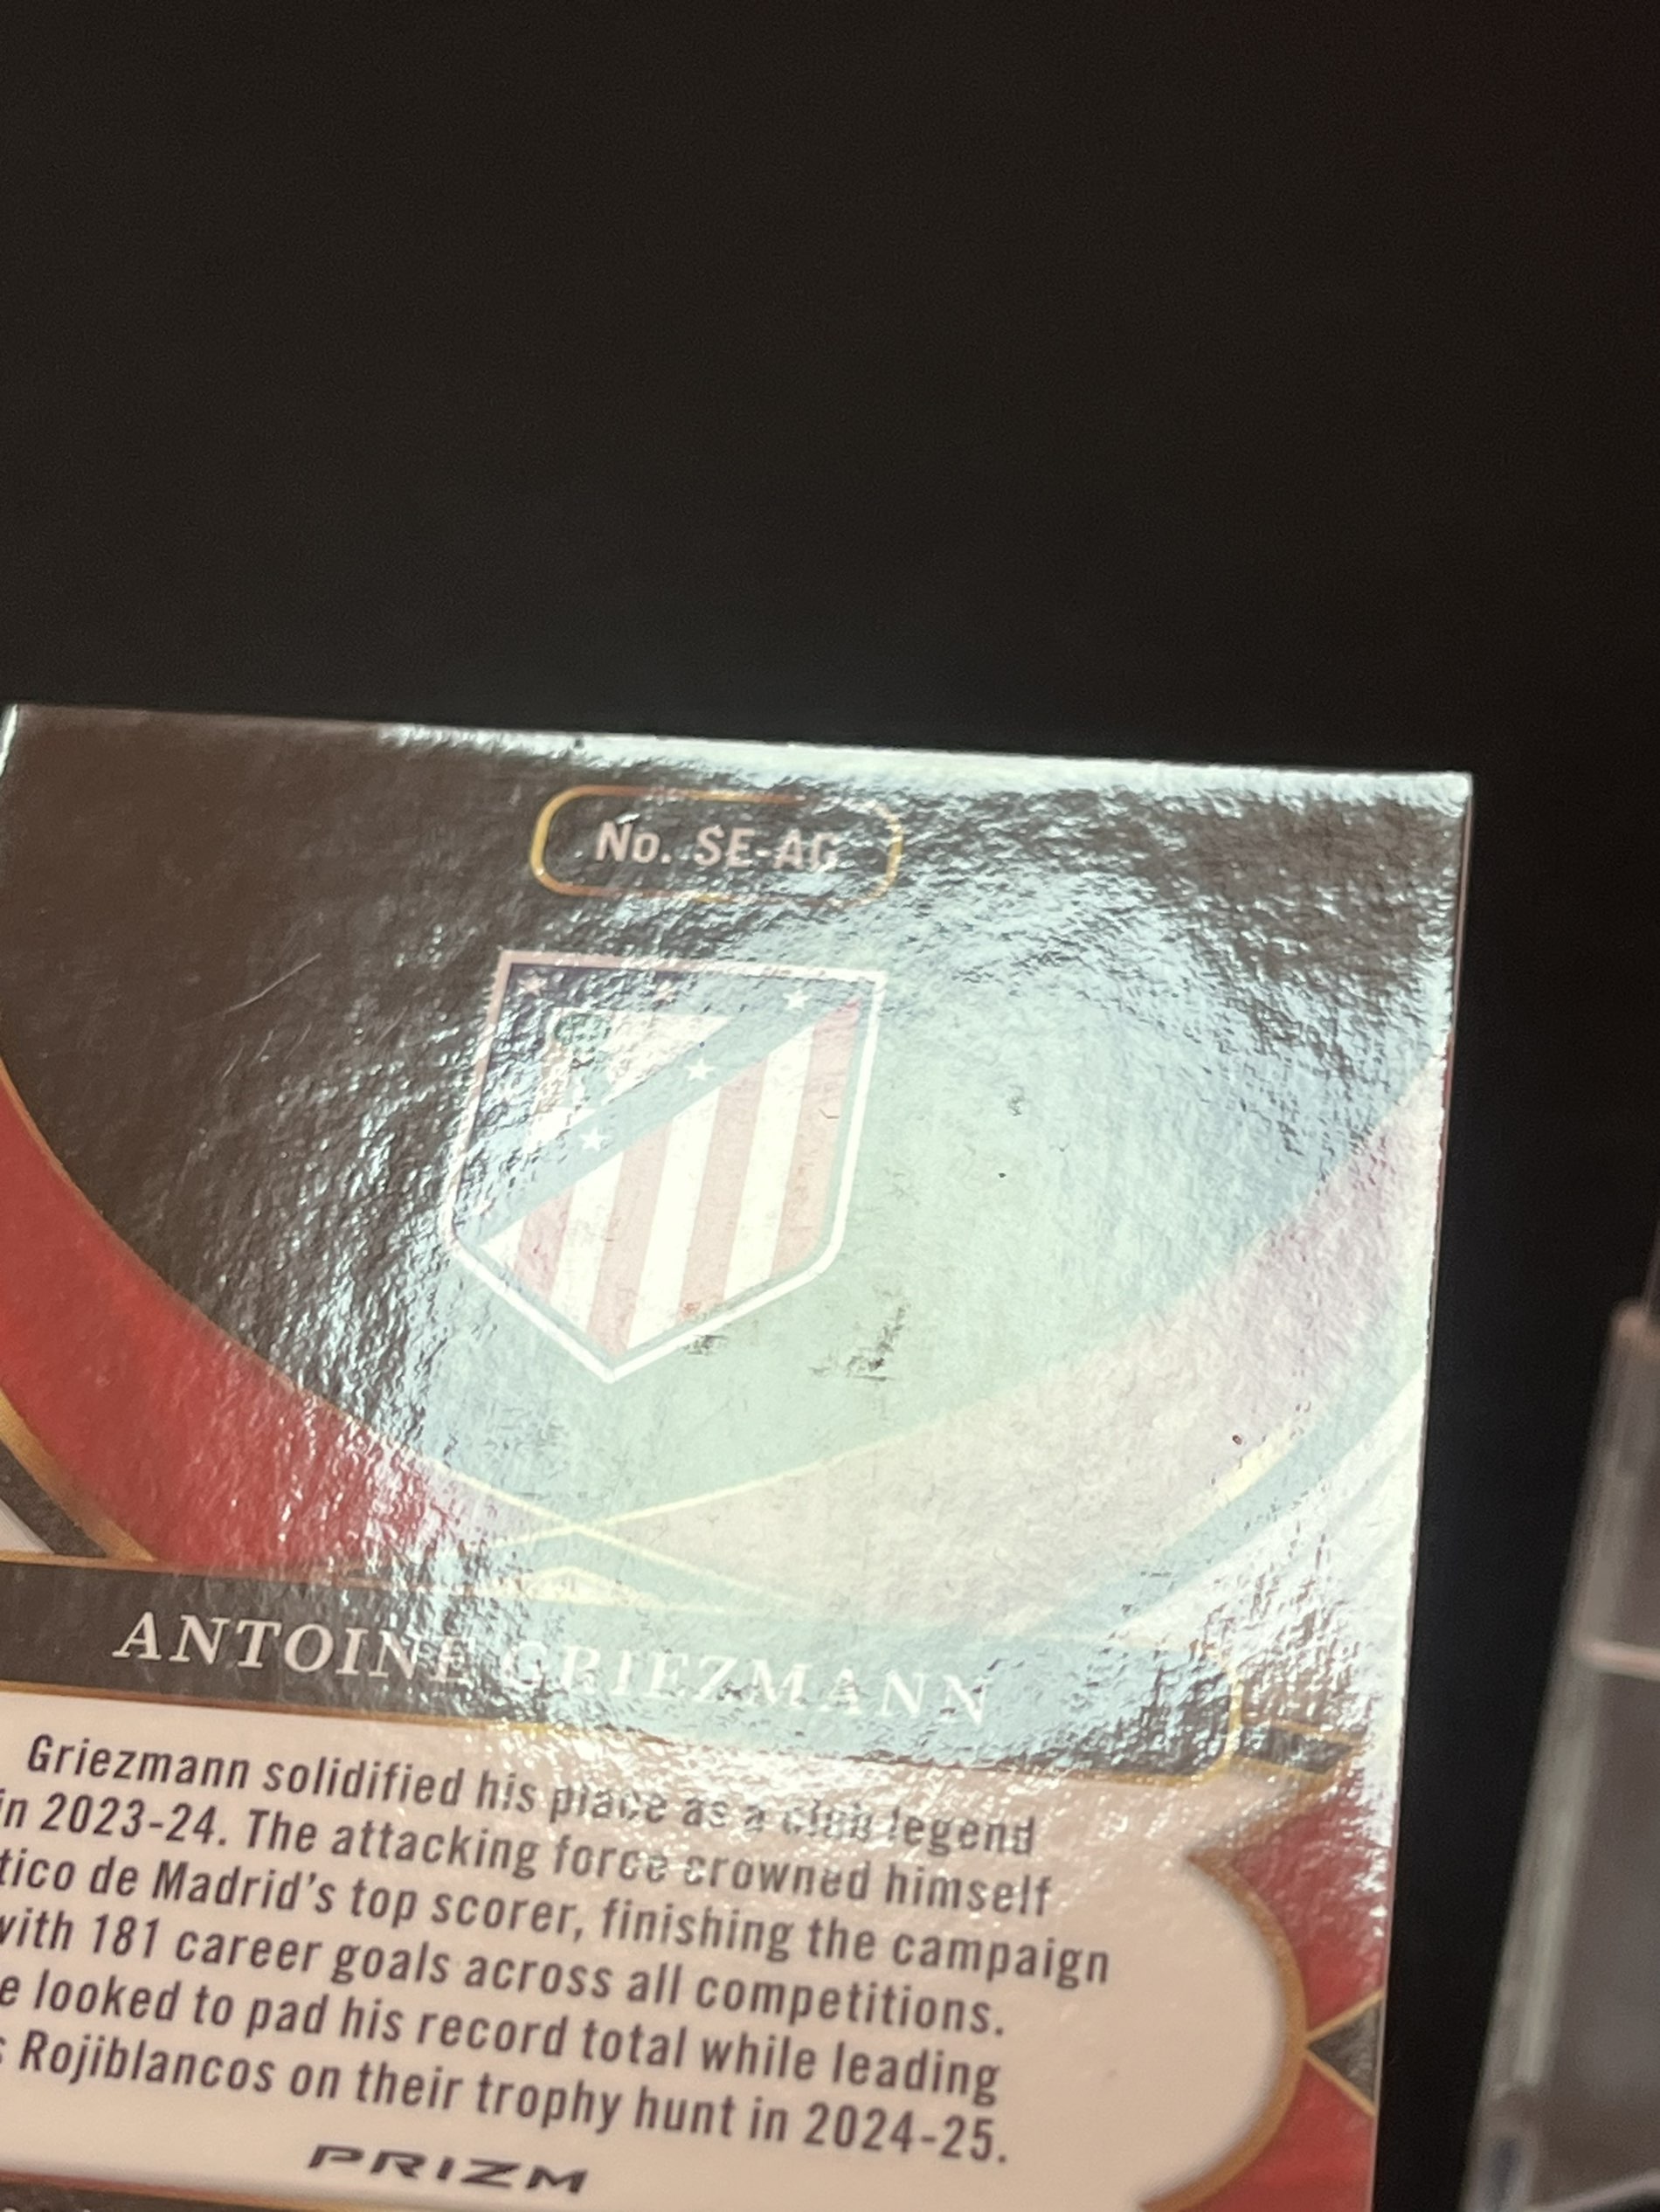 No. SE-AG
ANTOINE GRIEZMANN
Griezmann solidified his place as a club legend
in 2023-24. The attacking force crowned himself
tico de Madrid's top scorer, finishing the campaign
with 181 career goals across all competitions.
e looked to pad his record total while leading
s Rojiblancos on their trophy hunt in 2024-25.
PRIZM